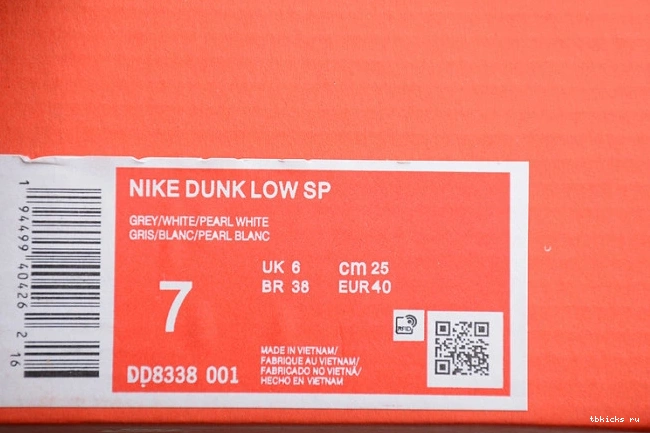 NIKE DUNK LOW SP
GREY/WHITE/PEARL WHITE
GRIS/BLANC/PEARL BLANC
7
UK 6 cm 25
BR 38 EUR 40
RFID
MADE IN VIETNAM/
FABRIQUE AU VIETNAM/
FABRICADO NO VIETNÁ/
HECHO EN VIETNAM
DD8338 001
1 94499 40426 2 16
tbkicks ru